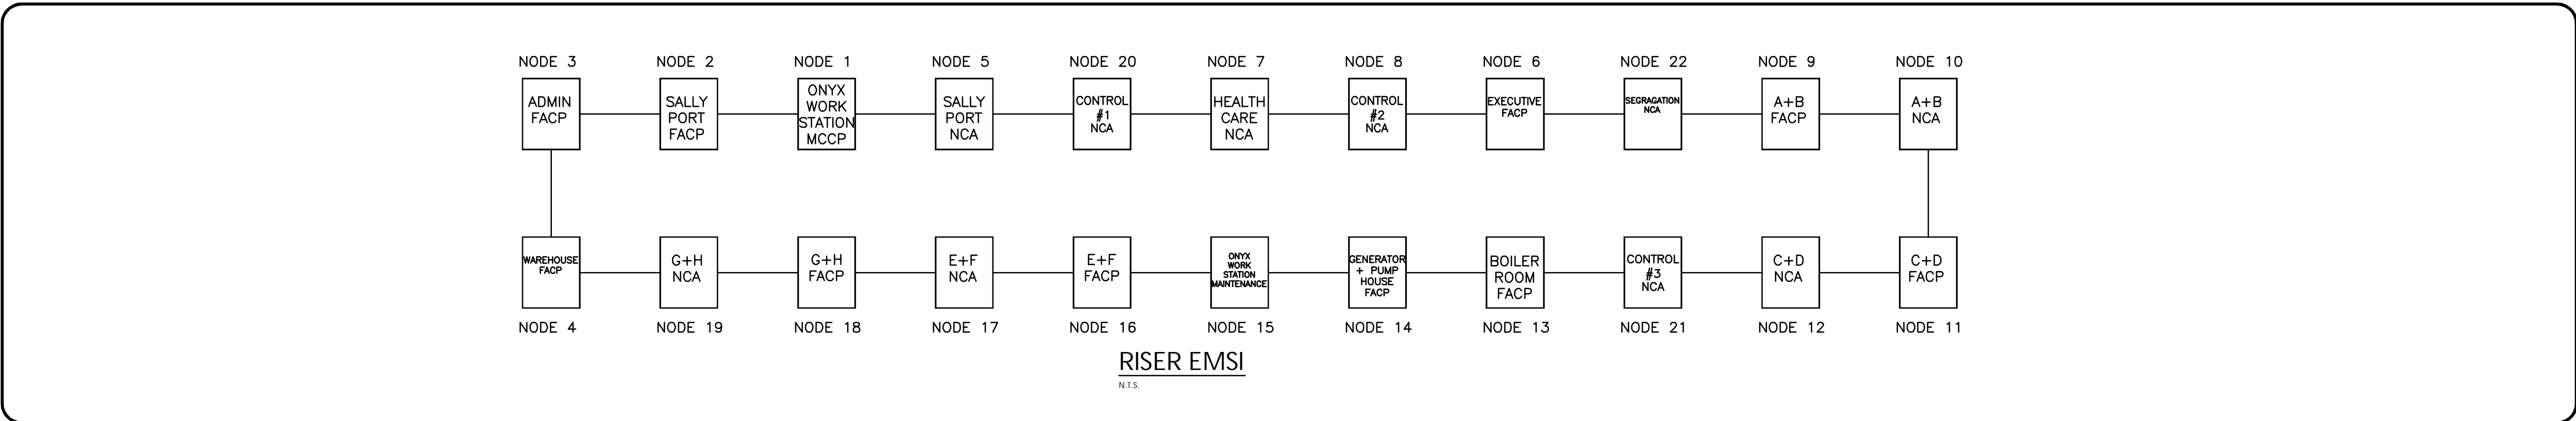 NODE 3
NODE 2
NODE 1
NODE 5
NODE 20
NODE 7
NODE 8
NODE 6
NODE 22
NODE 9
NODE 10
ADMIN
FACP
SALLY
PORT
FACP
ONYX
WORK
STATION
MCCP
SALLY
PORT
NCA
CONTROL
#1
NCA
HEALTH
CARE
NCA
CONTROL
#2
NCA
EXECUTIVE
FACP
SEGRAGATION
NCA
A+B
FACP
A+B
NCA
WAREHOUSE
FACP
G+H
NCA
G+H
FACP
E+F
NCA
E+F
FACP
ONYX
WORK
STATION
MAINTENANCE
GENERATOR
+ PUMP
HOUSE
FACP
BOILER
ROOM
FACP
CONTROL
#3
NCA
C+D
NCA
C+D
FACP
NODE 4
NODE 19
NODE 18
NODE 17
NODE 16
NODE 15
NODE 14
NODE 13
NODE 21
NODE 12
NODE 11
RISER EMSI
N.T.S.